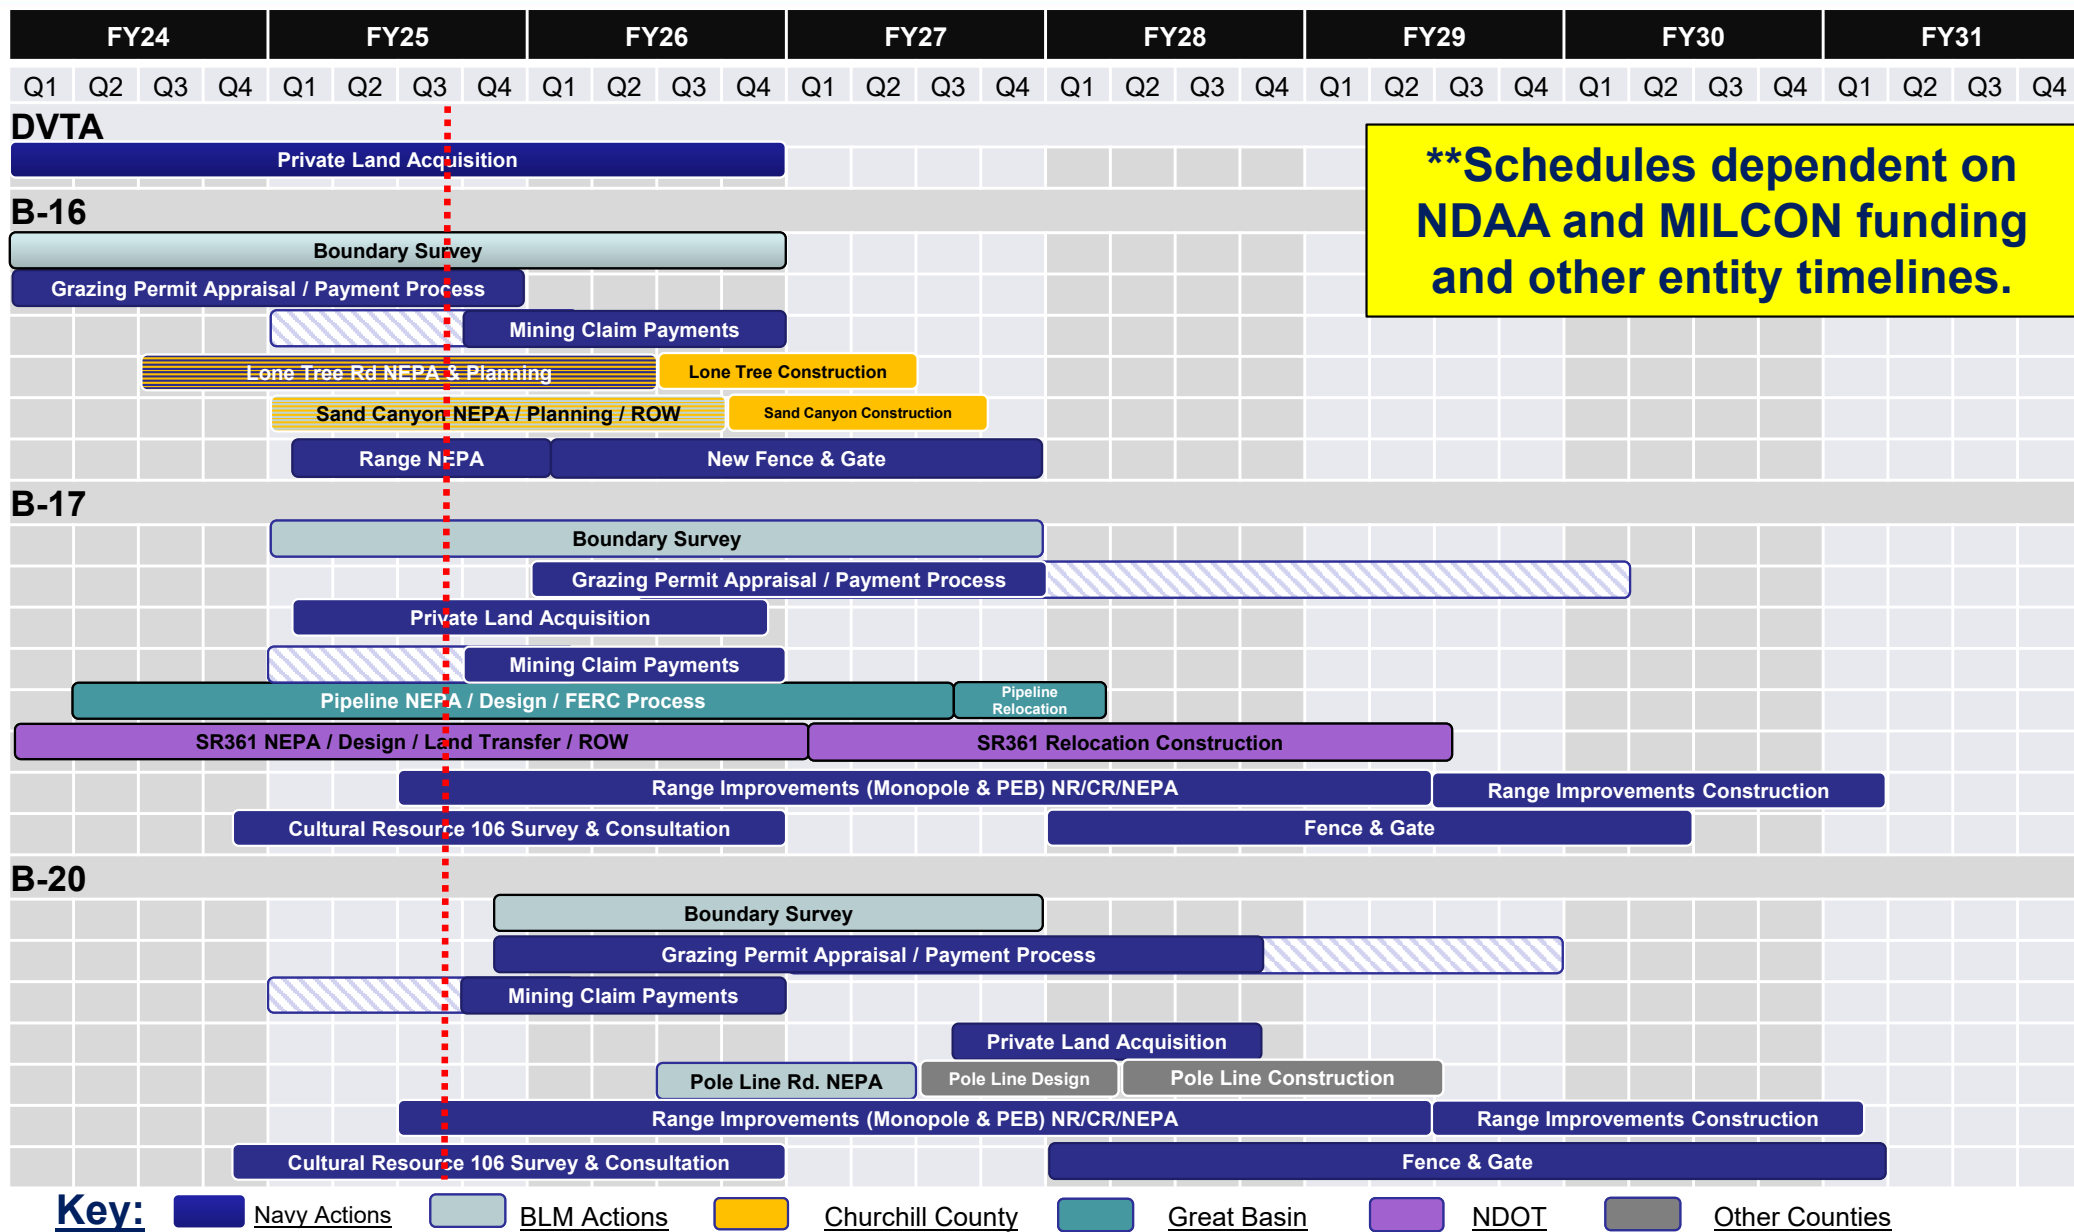 FY24 FY25 FY26 FY27 FY28 FY29 FY30 FY31
Q1 Q2 Q3 Q4 Q1 Q2 Q3 Q4 Q1 Q2 Q3 Q4 Q1 Q2 Q3 Q4 Q1 Q2 Q3 Q4 Q1 Q2 Q3 Q4 Q1 Q2 Q3 Q4 Q1 Q2 Q3 Q4
DVTA
Private Land Acquisition
**Schedules dependent on
NDAA and MILCON funding
and other entity timelines.
B-16
Boundary Survey
Grazing Permit Appraisal / Payment Process
Mining Claim Payments
Lone Tree Rd NEPA & Planning Lone Tree Construction
Sand Canyon NEPA / Planning / ROW Sand Canyon Construction
Range NEPA New Fence & Gate
B-17
Boundary Survey
Grazing Permit Appraisal / Payment Process
Private Land Acquisition
Mining Claim Payments
Pipeline NEPA / Design / FERC Process
Pipeline
Relocation
SR361 NEPA / Design / Land Transfer / ROW SR361 Relocation Construction
Range Improvements (Monopole & PEB) NR/CR/NEPA Range Improvements Construction
Cultural Resource 106 Survey & Consultation Fence & Gate
B-20
Boundary Survey
Grazing Permit Appraisal / Payment Process
Mining Claim Payments
Private Land Acquisition
Pole Line Rd. NEPA Pole Line Design Pole Line Construction
Range Improvements (Monopole & PEB) NR/CR/NEPA Range Improvements Construction
Cultural Resource 106 Survey & Consultation Fence & Gate
Key: Navy Actions BLM Actions Churchill County Great Basin NDOT Other Counties